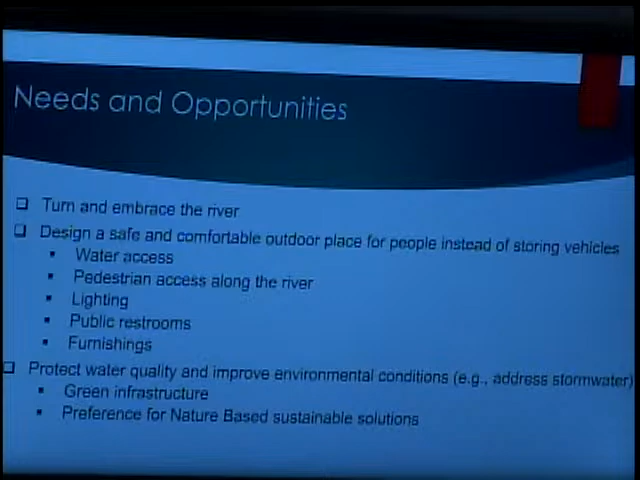 Needs and Opportunities
❑ Turn and embrace the river
❑ Design a safe and comfortable outdoor place for people instead of storing vehicles
▪ Water access
▪ Pedestrian access along the river
▪ Lighting
▪ Public restrooms
▪ Furnishings
❑ Protect water quality and improve environmental conditions (e.g., address stormwater)
▪ Green infrastructure
▪ Preference for Nature Based sustainable solutions